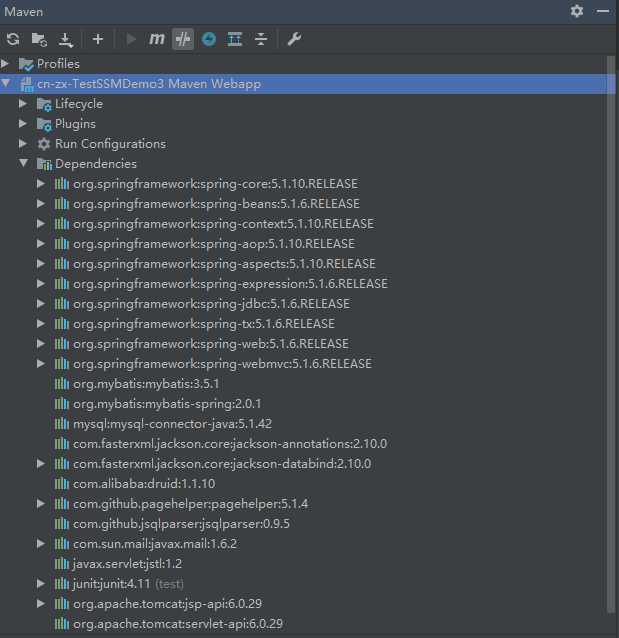 Maven
Profiles
cn-zx-TestSSMDemo3 Maven Webapp
Lifecycle
Plugins
Run Configurations
Dependencies
org.springframework:spring-core:5.1.10.RELEASE
org.springframework:spring-beans:5.1.6.RELEASE
org.springframework:spring-context:5.1.10.RELEASE
org.springframework:spring-aop:5.1.10.RELEASE
org.springframework:spring-aspects:5.1.10.RELEASE
org.springframework:spring-expression:5.1.6.RELEASE
org.springframework:spring-jdbc:5.1.6.RELEASE
org.springframework:spring-tx:5.1.6.RELEASE
org.springframework:spring-web:5.1.6.RELEASE
org.springframework:spring-webmvc:5.1.6.RELEASE
org.mybatis:mybatis:3.5.1
org.mybatis:mybatis-spring:2.0.1
mysql:mysql-connector-java:5.1.42
com.fasterxml.jackson.core:jackson-annotations:2.10.0
com.fasterxml.jackson.core:jackson-databind:2.10.0
com.alibaba:druid:1.1.10
com.github.pagehelper:pagehelper:5.1.4
com.github.jsqlparser:jsqlparser:0.9.5
com.sun.mail:javax.mail:1.6.2
javax.servlet:jstl:1.2
junit:junit:4.11 (test)
org.apache.tomcat:jsp-api:6.0.29
org.apache.tomcat:servlet-api:6.0.29